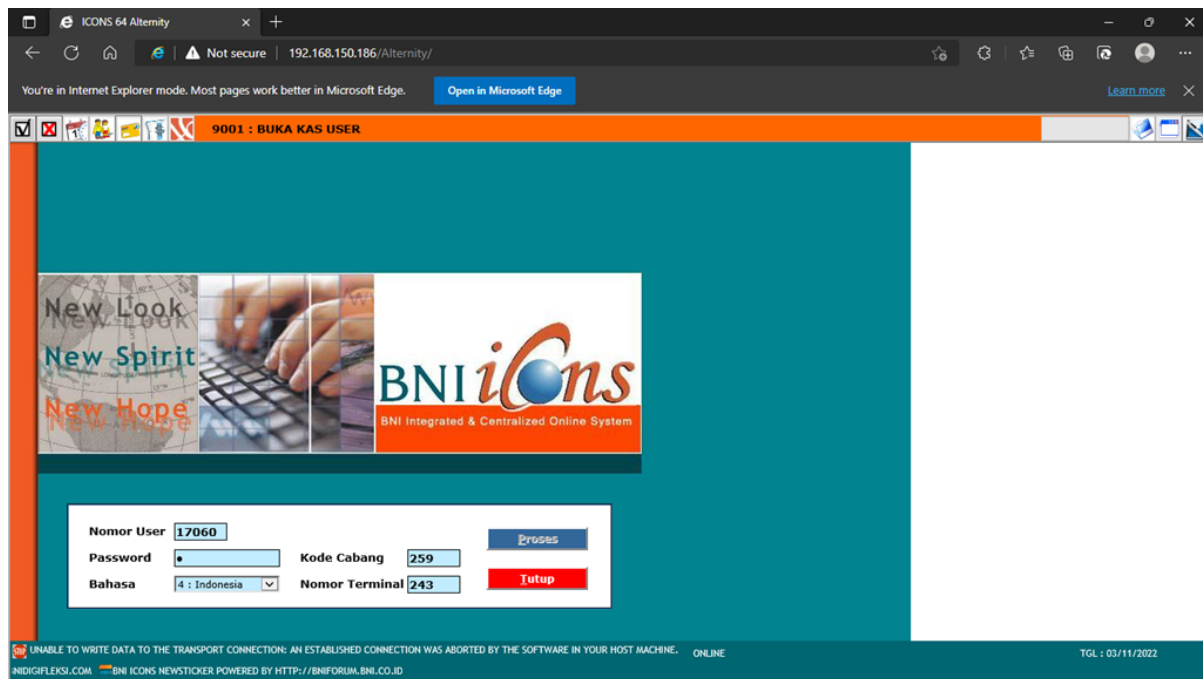 ICONS 64 Alternity
Not secure | 192.168.150.186/Alternity/
You're in Internet Explorer mode. Most pages work better in Microsoft Edge. Open in Microsoft Edge Learn more
9001 : BUKA KAS USER
New Look
New Spirit
New Hope
BNI icons
BNI Integrated & Centralized Online System
Nomor User 17060 Proses
Password Kode Cabang 259
Bahasa 4 : Indonesia Nomor Terminal 243 Tutup
STOP UNABLE TO WRITE DATA TO THE TRANSPORT CONNECTION: AN ESTABLISHED CONNECTION WAS ABORTED BY THE SOFTWARE IN YOUR HOST MACHINE. ONLINE TGL : 03/11/2022
NIDIGIFLEKSI.COM BNI ICONS NEWSTICKER POWERED BY HTTP://BNIFORUM.BNI.CO.ID